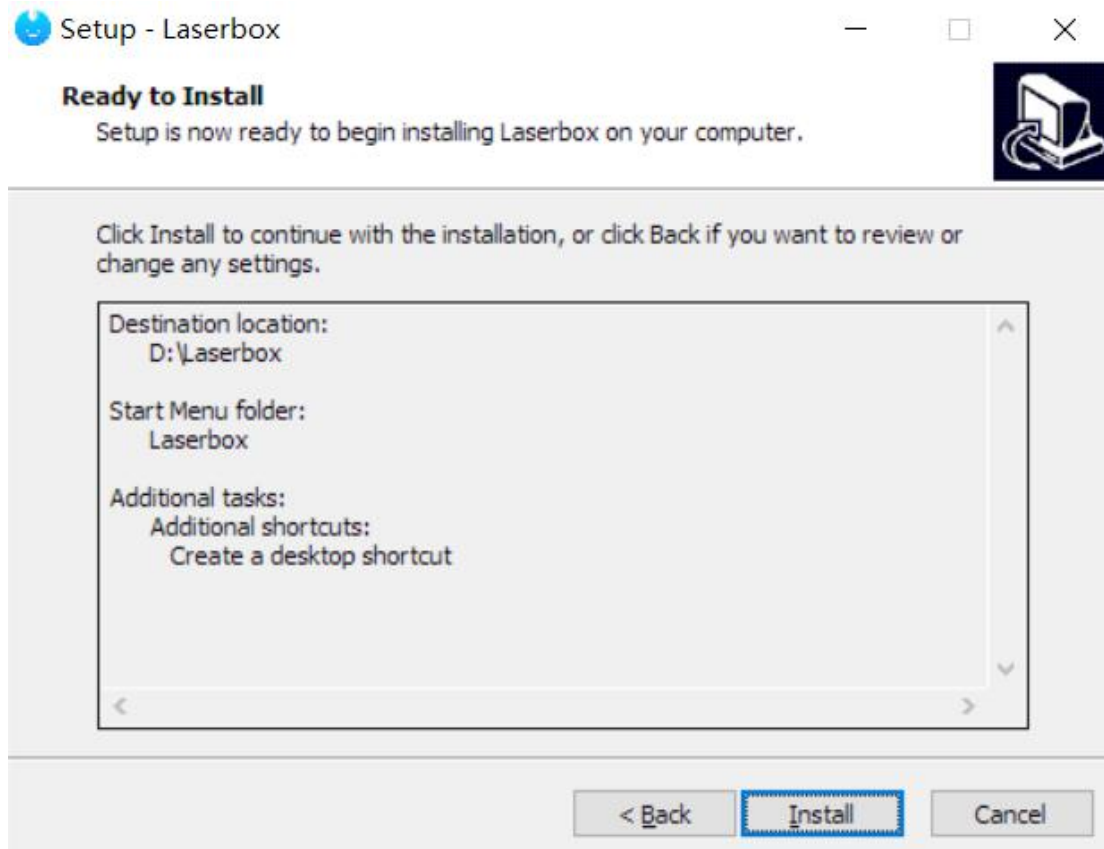 Setup - Laserbox
Ready to Install
Setup is now ready to begin installing Laserbox on your computer.
Click Install to continue with the installation, or click Back if you want to review or
change any settings.
Destination location:
D:\Laserbox
Start Menu folder:
Laserbox
Additional tasks:
Additional shortcuts:
Create a desktop shortcut
< Back
Install
Cancel